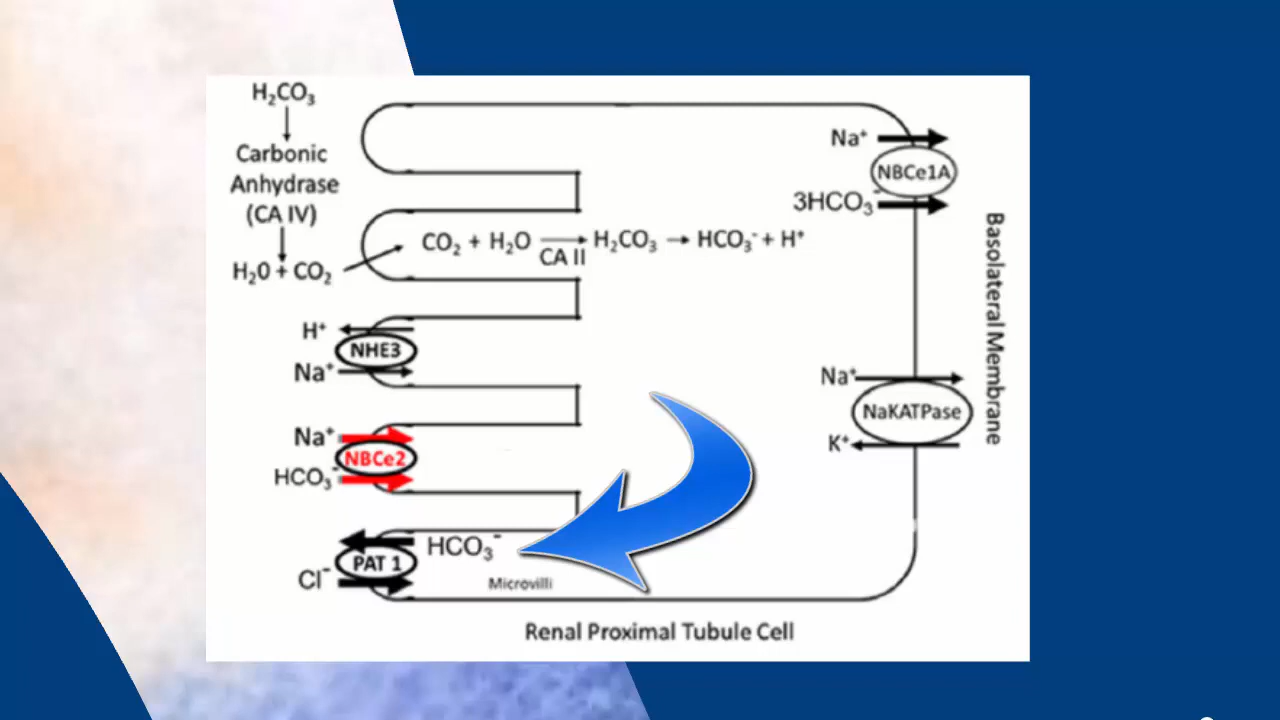 H₂CO₃
Carbonic
Anhydrase
(CA IV)
H₂0 + CO₂
CO₂ + H₂O
CA II
H₂CO₃
HCO₃⁻ + H⁺
H⁺
NHE3
Na⁺
Na⁺
NBCe2
HCO₃⁻
HCO₃⁻
PAT 1
Cl⁻
Microvilli
Na⁺
NBCe1A
3HCO₃⁻
Basolateral Membrane
Na⁺
NaKATPase
K⁺
Renal Proximal Tubule Cell